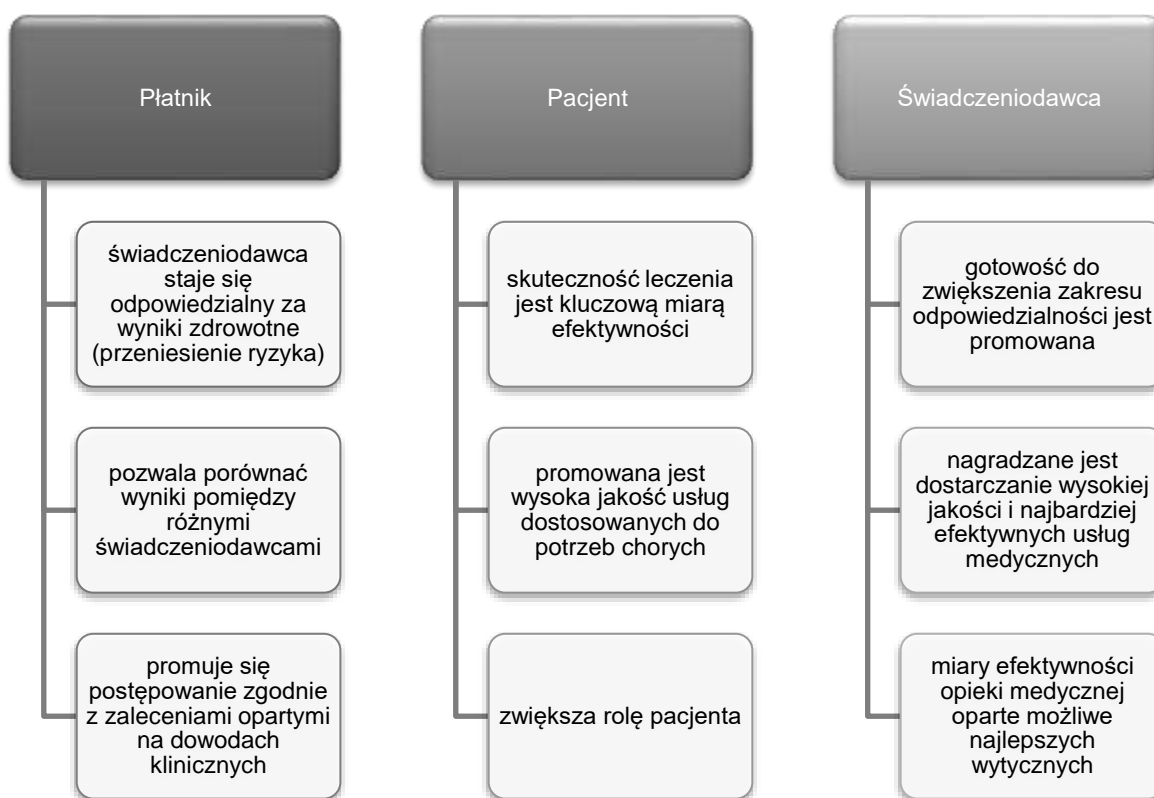 Płatnik
świadczeniodawca
staje się
odpowiedzialny za
wyniki zdrowotne
(przeniesienie ryzyka)
pozwala porównać
wyniki pomiędzy
różnymi
świadczeniodawcami
promuje się
postępowanie zgodnie
z zaleceniami opartymi
na dowodach
klinicznych
Pacjent
skuteczność leczenia
jest kluczową miarą
efektywności
promowana jest
wysoka jakość usług
dostosowanych do
potrzeb chorych
zwiększa rolę pacjenta
Świadczeniodawca
gotowość do
zwiększenia zakresu
odpowiedzialności jest
promowana
nagradzane jest
dostarczanie wysokiej
jakości i najbardziej
efektywnych usług
medycznych
miary efektywności
opieki medycznej
oparte możliwe
najlepszych
wytycznych